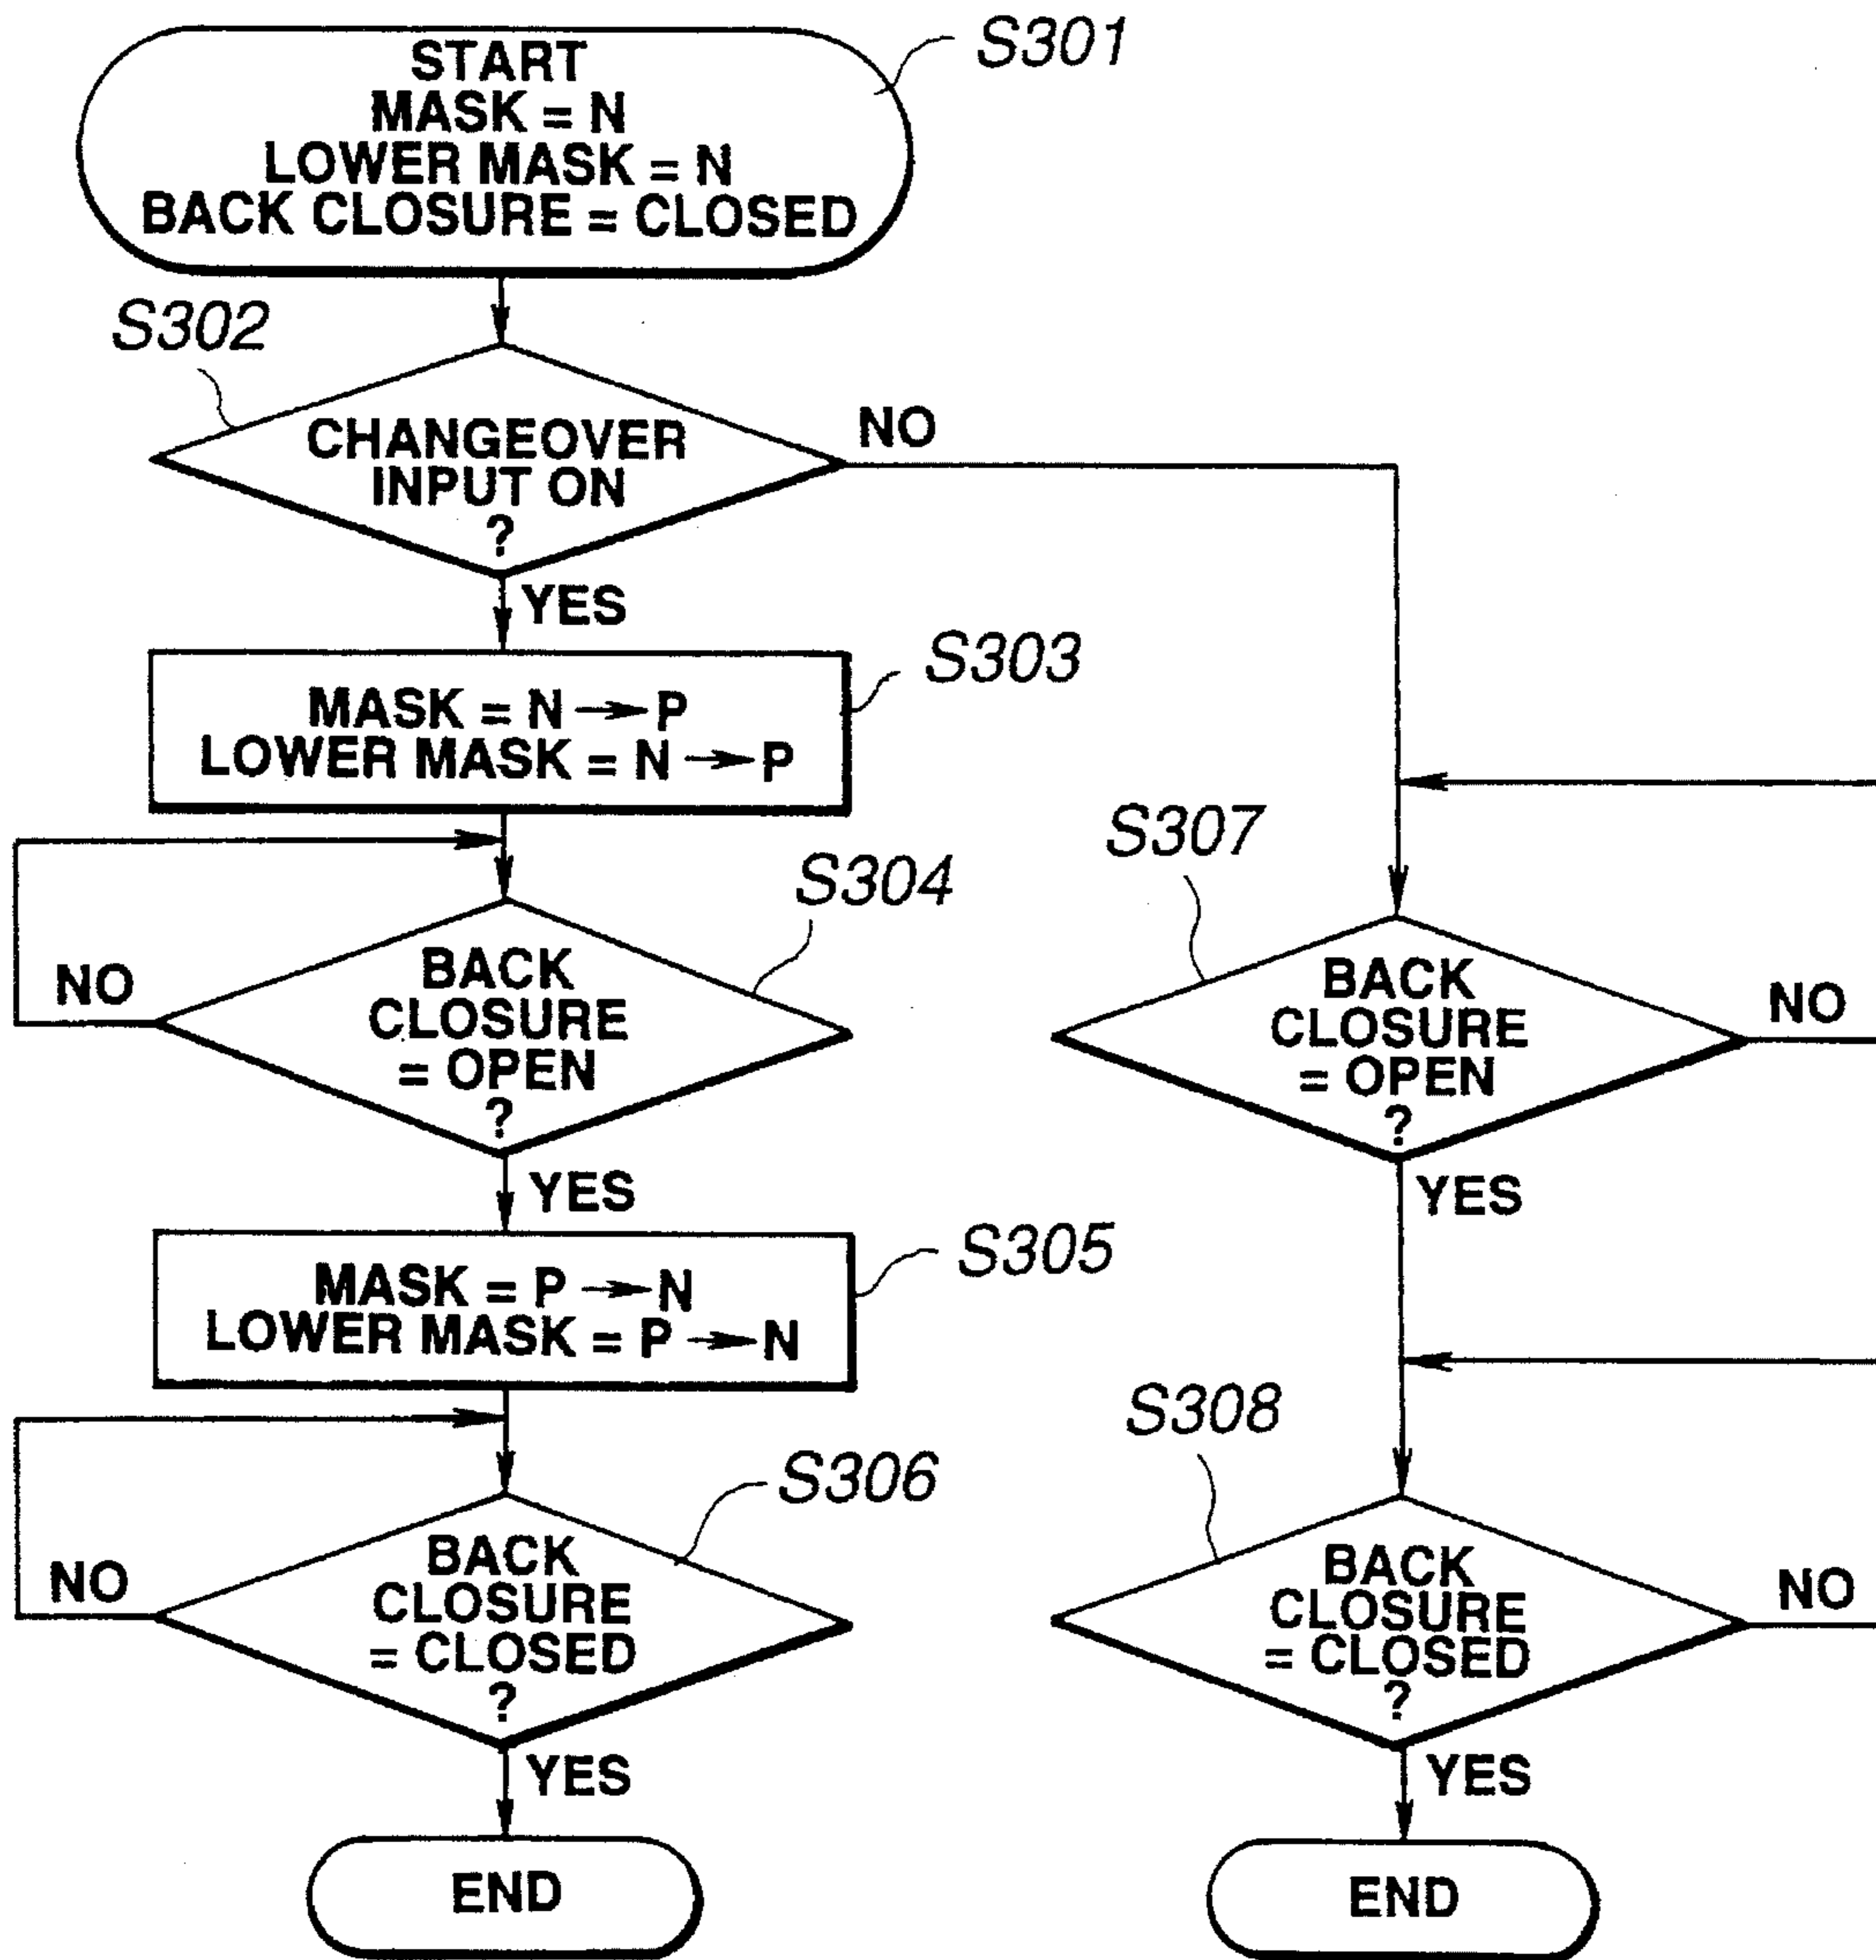 S301
START
MASK = N
LOWER MASK = N
BACK CLOSURE = CLOSED
S302
CHANGEOVER
INPUT ON
?
NO
YES
S303
MASK = N → P
LOWER MASK = N → P
S304
BACK
CLOSURE
= OPEN
?
NO
YES
S305
MASK = P → N
LOWER MASK = P → N
S306
BACK
CLOSURE
= CLOSED
?
NO
YES
END
S307
BACK
CLOSURE
= OPEN
?
NO
YES
S308
BACK
CLOSURE
= CLOSED
?
NO
YES
END